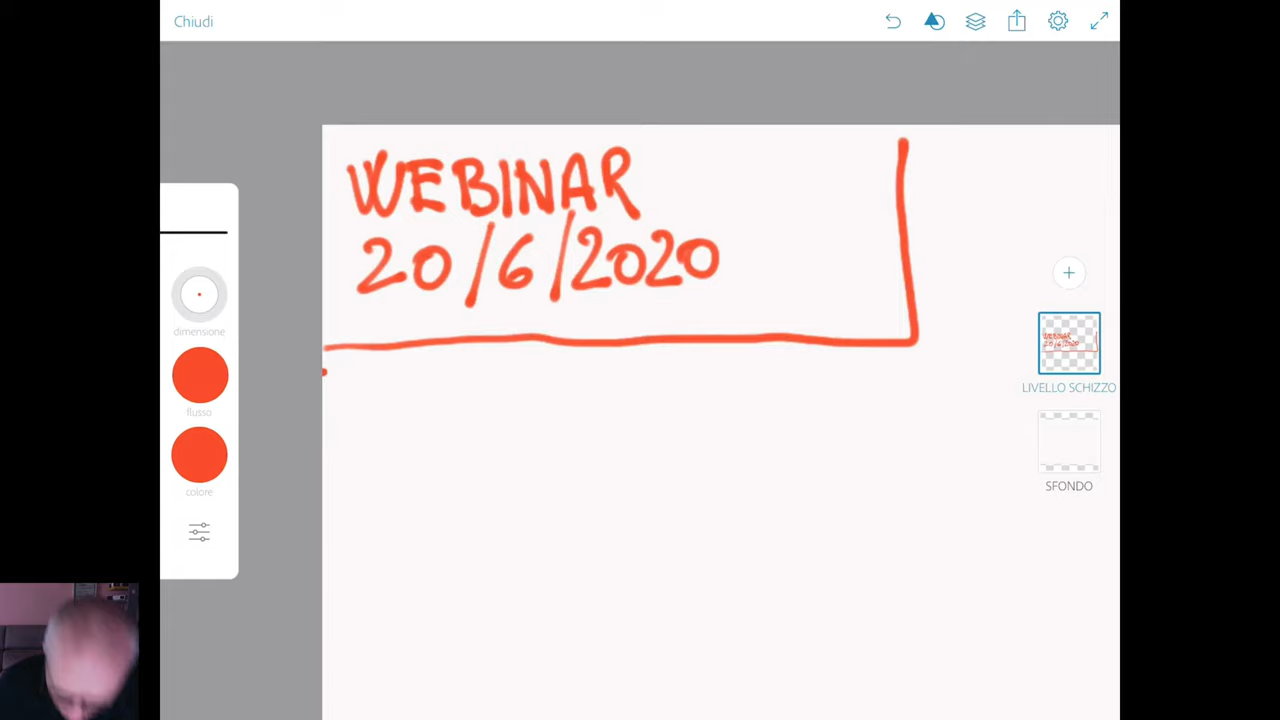 Chiudi
WEBINAR
20/6/2020
dimensione
flusso
colore
LIVELLO SCHIZZO
SFONDO